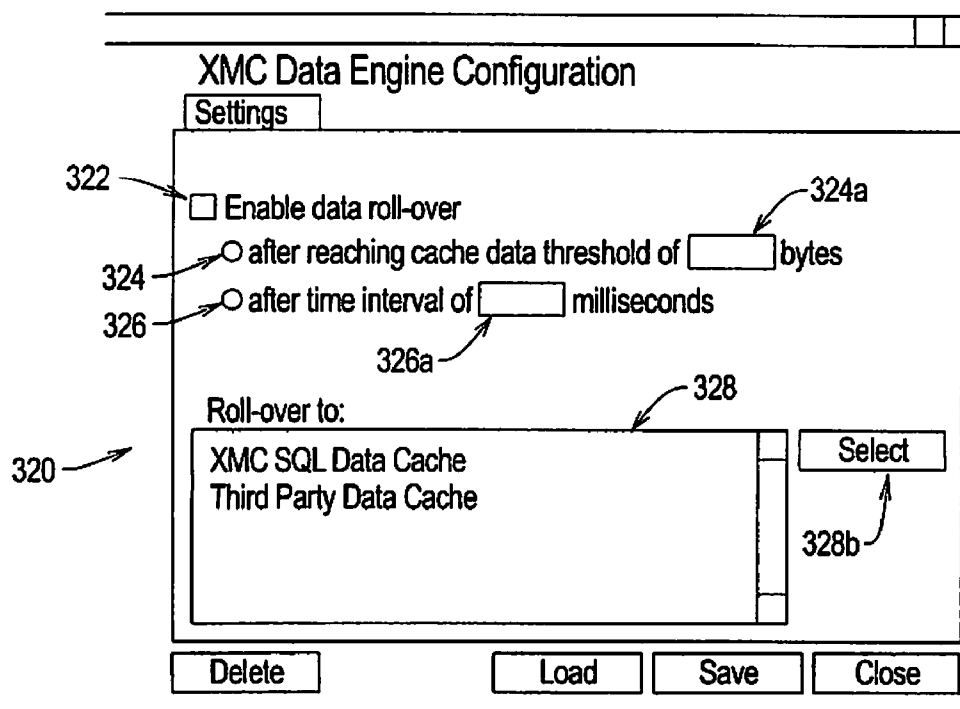 XMC Data Engine Configuration
Settings
322
Enable data roll-over
324a
324
after reaching cache data threshold of
bytes
326
after time interval of
milliseconds
326a
328
Roll-over to:
320
XMC SQL Data Cache
Select
Third Party Data Cache
328b
Delete
Load
Save
Close